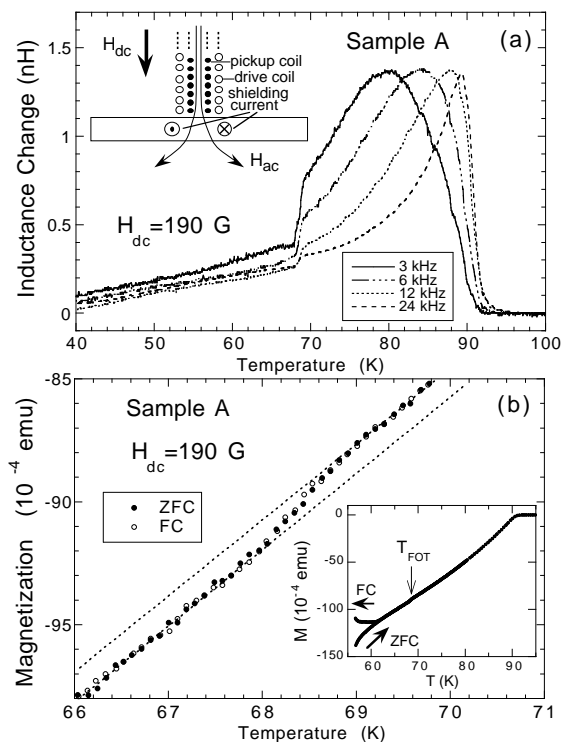 Sample A
(a)
H_dc
pickup coil
drive coil
shielding
current
H_ac
H_dc=190 G
3 kHz
6 kHz
12 kHz
24 kHz
Inductance Change (nH)
1.5
1.0
0.5
0
40 50 60 70 80 90 100
Temperature (K)
Sample A
(b)
H_dc=190 G
ZFC
FC
Magnetization (10^-4 emu)
-85
-90
-95
66 67 68 69 70 71
Temperature (K)
M (10^-4 emu)
0
-50
-100
-150
T_FOT
FC
ZFC
60 70 80 90
T (K)